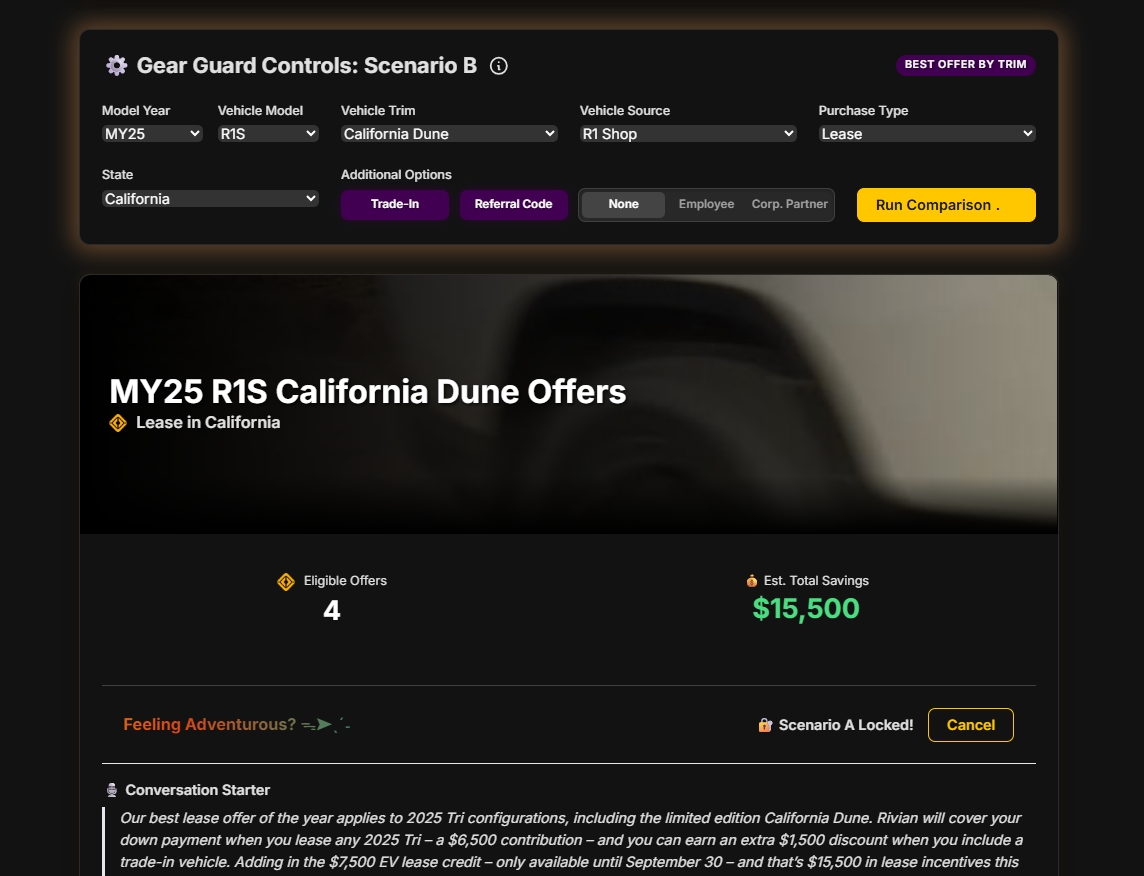 Gear Guard Controls: Scenario B
BEST OFFER BY TRIM
Model Year Vehicle Model Vehicle Trim Vehicle Source Purchase Type
MY25 R1S California Dune R1 Shop Lease
State Additional Options
California Trade-In Referral Code None Employee Corp. Partner Run Comparison .
MY25 R1S California Dune Offers
Lease in California
Eligible Offers Est. Total Savings
4 $15,500
Feeling Adventurous? Scenario A Locked! Cancel
Conversation Starter
Our best lease offer of the year applies to 2025 Tri configurations, including the limited edition California Dune. Rivian will cover your
down payment when you lease any 2025 Tri – a $6,500 contribution – and you can earn an extra $1,500 discount when you include a
trade-in vehicle. Adding in the $7,500 EV lease credit – only available until September 30 – and that's $15,500 in lease incentives this